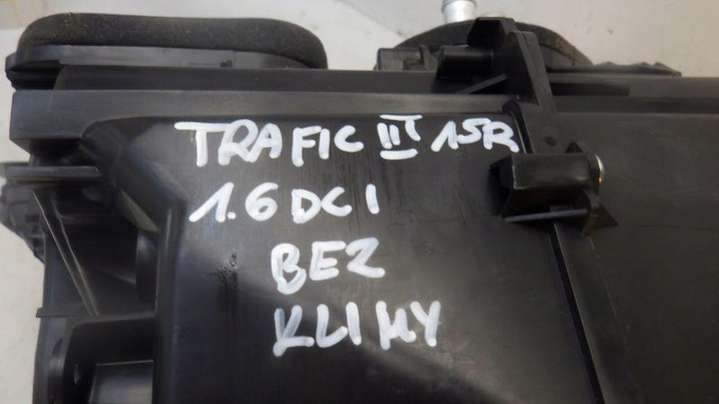 TRAFIC III 15R
1.6 DCI
BEZ
KLIMY